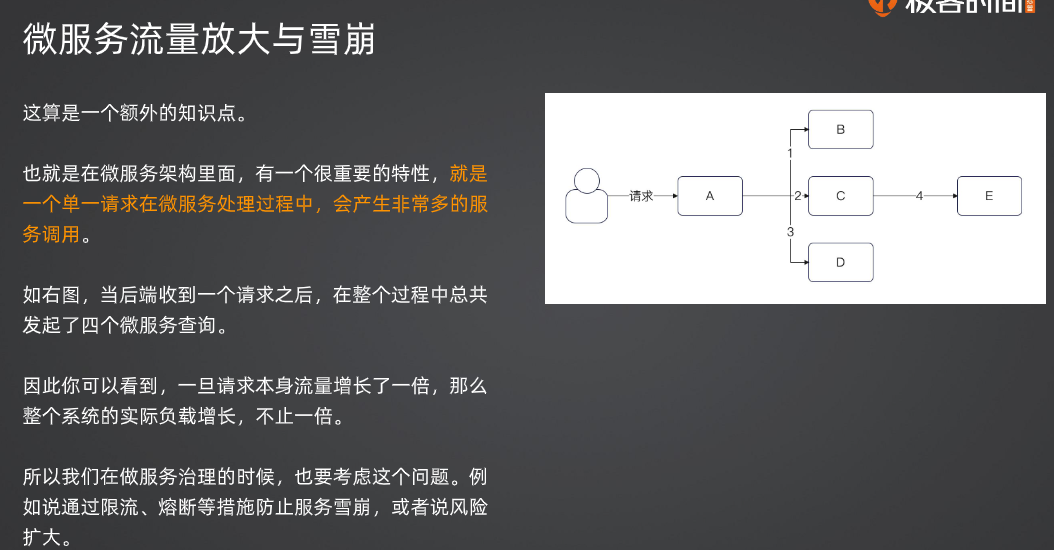 极客时间
微服务流量放大与雪崩
这算是一个额外的知识点。
也就是在微服务架构里面，有一个很重要的特性，就是
一个单一请求在微服务处理过程中，会产生非常多的服
务调用。
如右图，当后端收到一个请求之后，在整个过程中总共
发起了四个微服务查询。
因此你可以看到，一旦请求本身流量增长了一倍，那么
整个系统的实际负载增长，不止一倍。
所以我们在做服务治理的时候，也要考虑这个问题。例
如说通过限流、熔断等措施防止服务雪崩，或者说风险
扩大。
请求
A
1
B
2
C
3
D
4
E